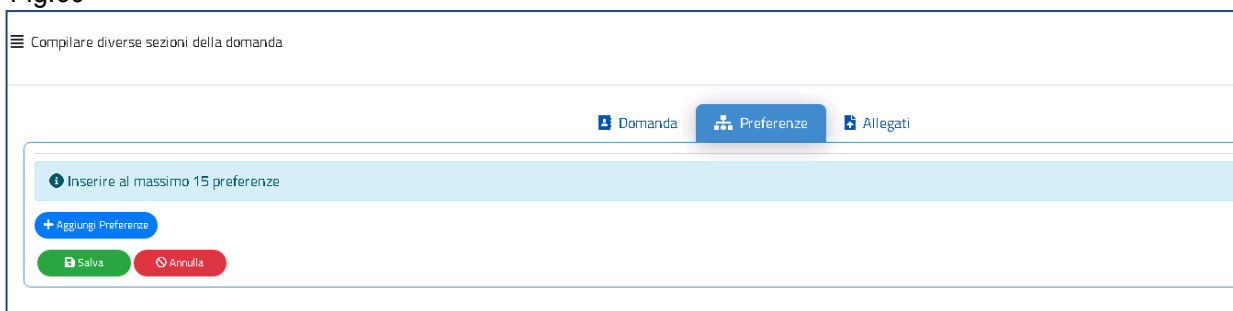 Compilare diverse sezioni della domanda
Domanda Preferenze Allegati
Inserire al massimo 15 preferenze
Aggiungi Preferenze
Salva Annulla